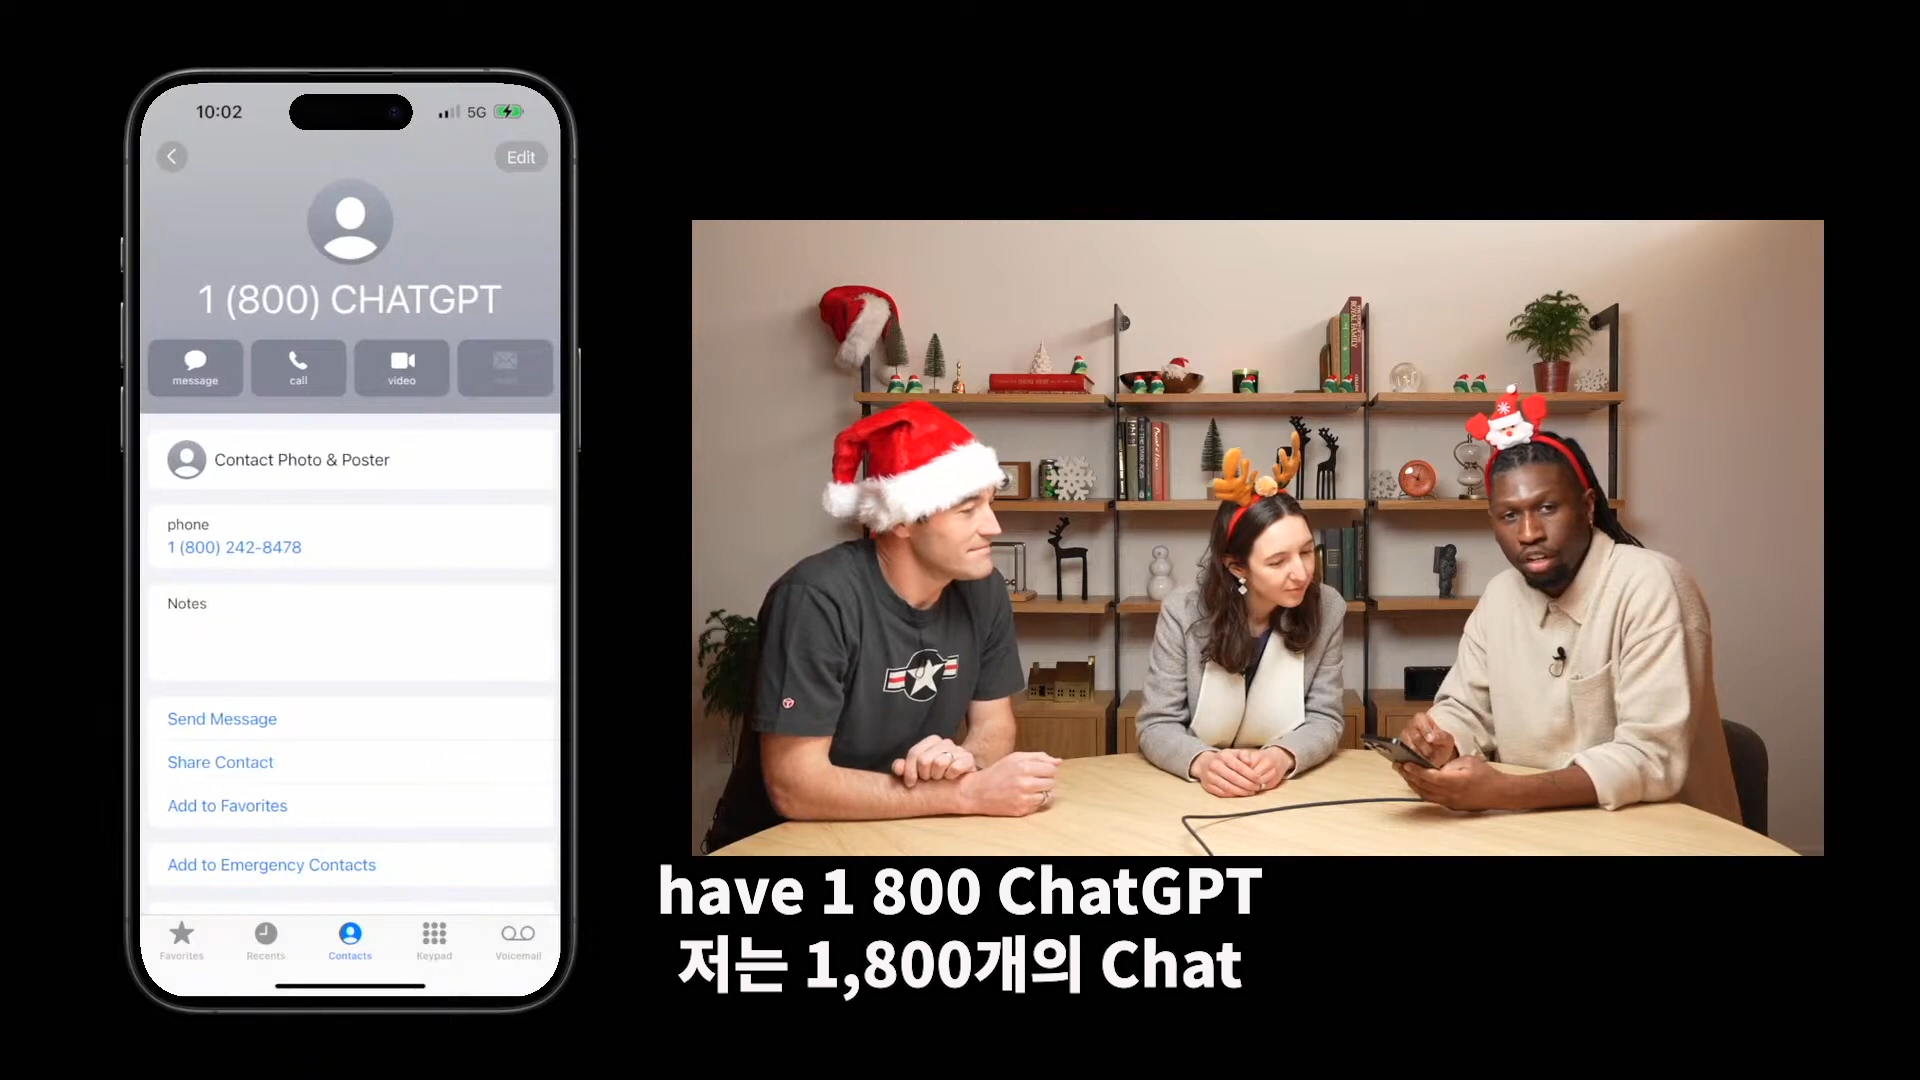 10:02
5G
Edit
1 (800) CHATGPT
message
call
video
Contact Photo & Poster
phone
1 (800) 242-8478
Notes
Send Message
Share Contact
Add to Favorites
Add to Emergency Contacts
Favorites
Recents
Contacts
Keypad
Voicemail
have 1 800 ChatGPT
저는 1,800개의 Chat